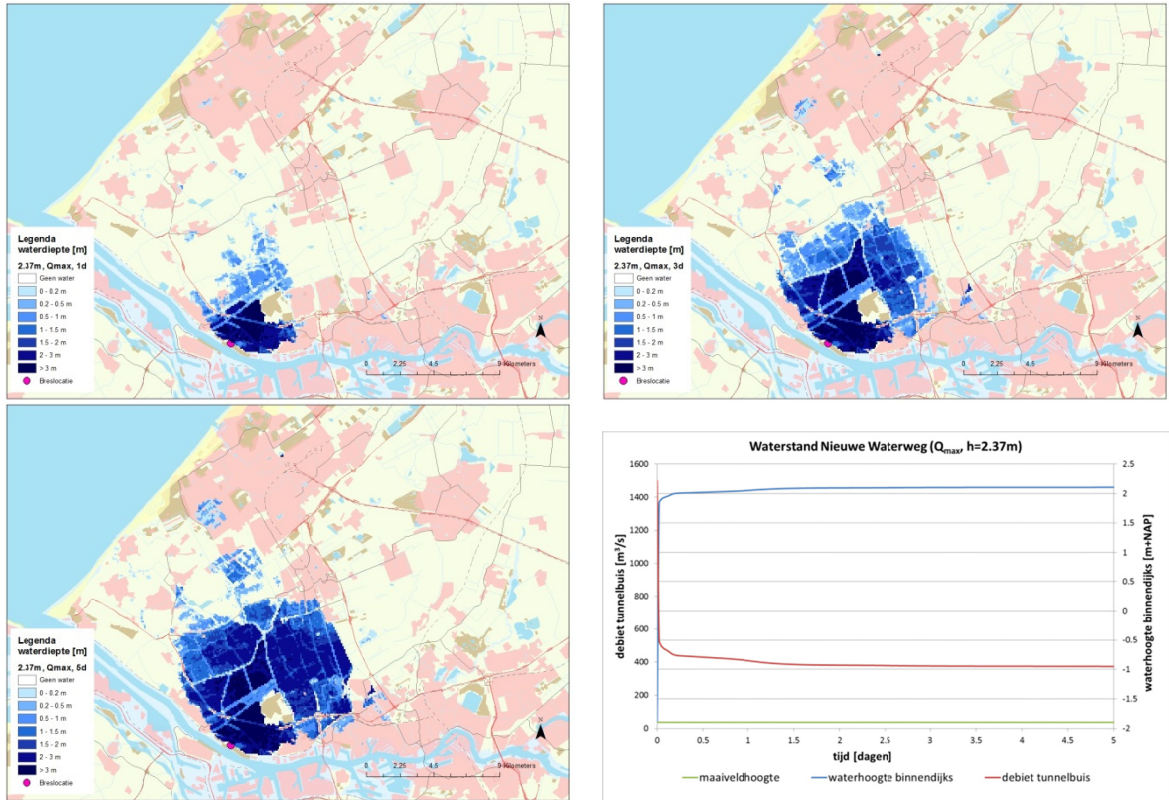 Legenda
waterdiepte [m]
2.37m, Qmax, 1d
Geen water
0 - 0.2 m
0.2 - 0.5 m
0.5 - 1 m
1 - 1.5 m
1.5 - 2 m
2 - 3 m
>3 m
Breslocatie
N
0 2.25 4.5 9 Kilometers
Legenda
waterdiepte [m]
2.37m, Qmax, 3d
Geen water
0 - 0.2 m
0.2 - 0.5 m
0.5 - 1 m
1 - 1.5 m
1.5 - 2 m
2 - 3 m
>3 m
Breslocatie
N
0 2.25 4.5 9 Kilometers
Legenda
waterdiepte [m]
2.37m, Qmax, 5d
Geen water
0 - 0.2 m
0.2 - 0.5 m
0.5 - 1 m
1 - 1.5 m
1.5 - 2 m
2 - 3 m
>3 m
Breslocatie
N
0 2.25 4.5 9 Kilometers
Waterstand Nieuwe Waterweg (Qmax, h=2.37m)
debiet tunnelbuis [m³/s]
1600
1400
1200
1000
800
600
400
200
0
2.5
2
1.5
1
0.5
0
-0.5
-1
-1.5
-2
waterhoogte binnendijks [m+NAP]
0 0.5 1 1.5 2 2.5 3 3.5 4 4.5 5
tijd [dagen]
maaiveldhoogte waterhoogte binnendijks debiet tunnelbuis